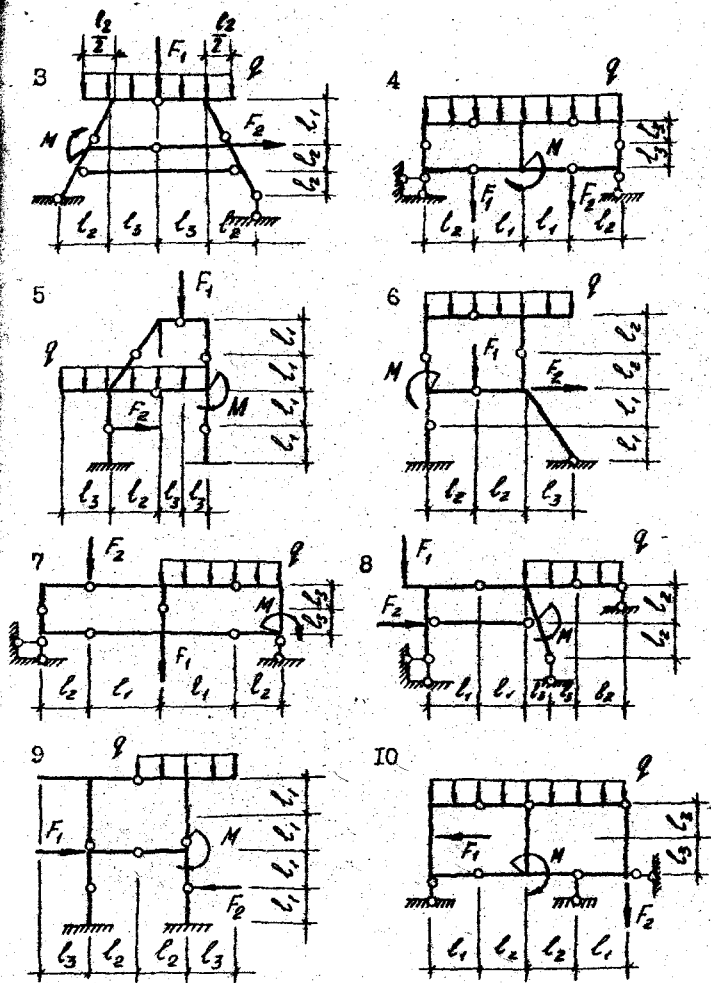 3
l₂/2 F₁ l₂/2
q
M F₂
l₁ l₂ l₂
l₂ l₃ l₃ l₂
4
q
M
l₃ l₃
F₁ F₂
l₂ l₁ l₁ l₂
5
F₁
q
F₂ M
l₁ l₁ l₁ l₁
l₃ l₂ l₃ l₃
6
q
F₁
M F₂
l₂ l₂ l₁ l₁
l₂ l₂ l₃
7
F₂
q
M
l₃ l₃
F₁
l₂ l₁ l₁ l₂
8
F₁
q
F₂
M
l₂ l₂
l₁ l₁ l₃ l₃ l₂
9
q
F₁ M
F₂
l₁ l₁ l₁ l₁
l₃ l₂ l₂ l₃
10
q
F₁
M
l₃ l₃
F₂
l₁ l₂ l₂ l₁